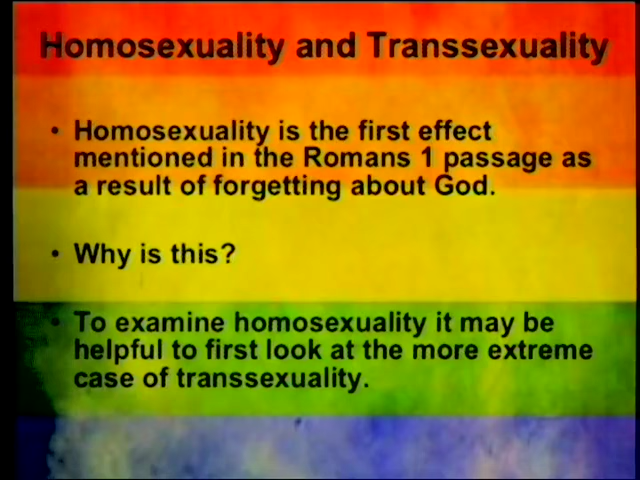 Homosexuality and Transsexuality
• Homosexuality is the first effect
mentioned in the Romans 1 passage as
a result of forgetting about God.
• Why is this?
• To examine homosexuality it may be
helpful to first look at the more extreme
case of transsexuality.